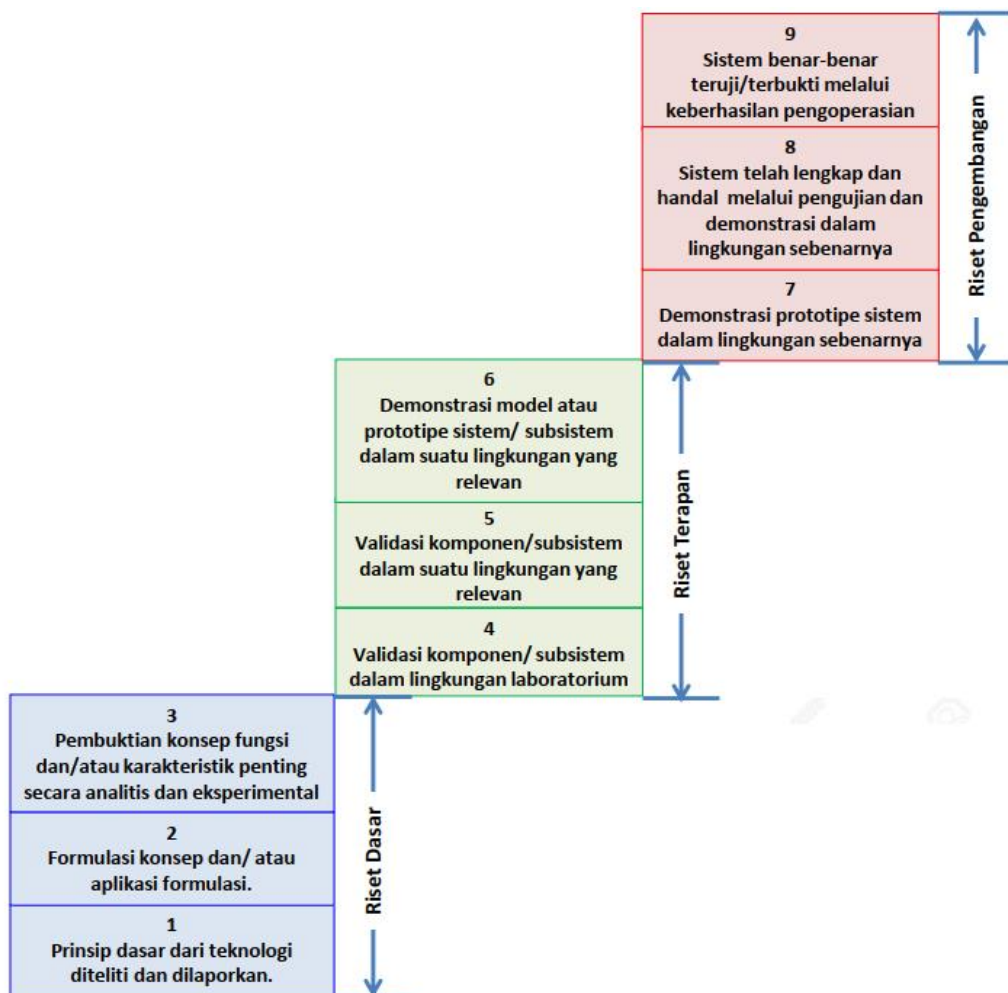 9
Sistem benar-benar
teruji/terbukti melalui
keberhasilan pengoperasian
8
Sistem telah lengkap dan
handal melalui pengujian dan
demonstrasi dalam
lingkungan sebenarnya
7
Demonstrasi prototipe sistem
dalam lingkungan sebenarnya
Riset Pengembangan
6
Demonstrasi model atau
prototipe sistem/ subsistem
dalam suatu lingkungan yang
relevan
5
Validasi komponen/subsistem
dalam suatu lingkungan yang
relevan
4
Validasi komponen/ subsistem
dalam lingkungan laboratorium
Riset Terapan
3
Pembuktian konsep fungsi
dan/atau karakteristik penting
secara analitis dan eksperimental
2
Formulasi konsep dan/ atau
aplikasi formulasi.
1
Prinsip dasar dari teknologi
diteliti dan dilaporkan.
Riset Dasar